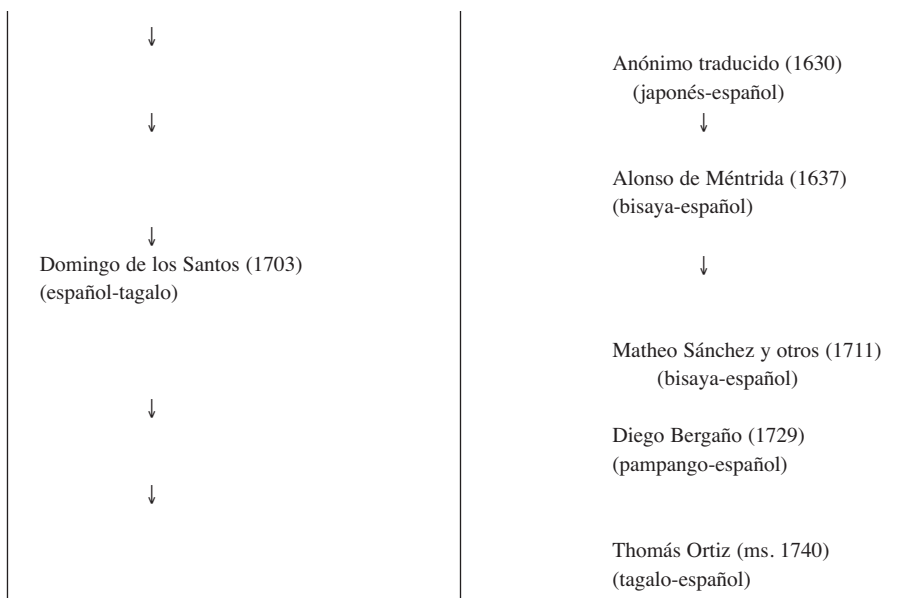 ↓
Anónimo traducido (1630)
(japonés-español)
↓
↓
Alonso de Méntrida (1637)
(bisaya-español)
↓
Domingo de los Santos (1703)
↓
(español-tagalo)
Matheo Sánchez y otros (1711)
(bisaya-español)
↓
Diego Bergaño (1729)
(pampango-español)
↓
Thomás Ortiz (ms. 1740)
(tagalo-español)